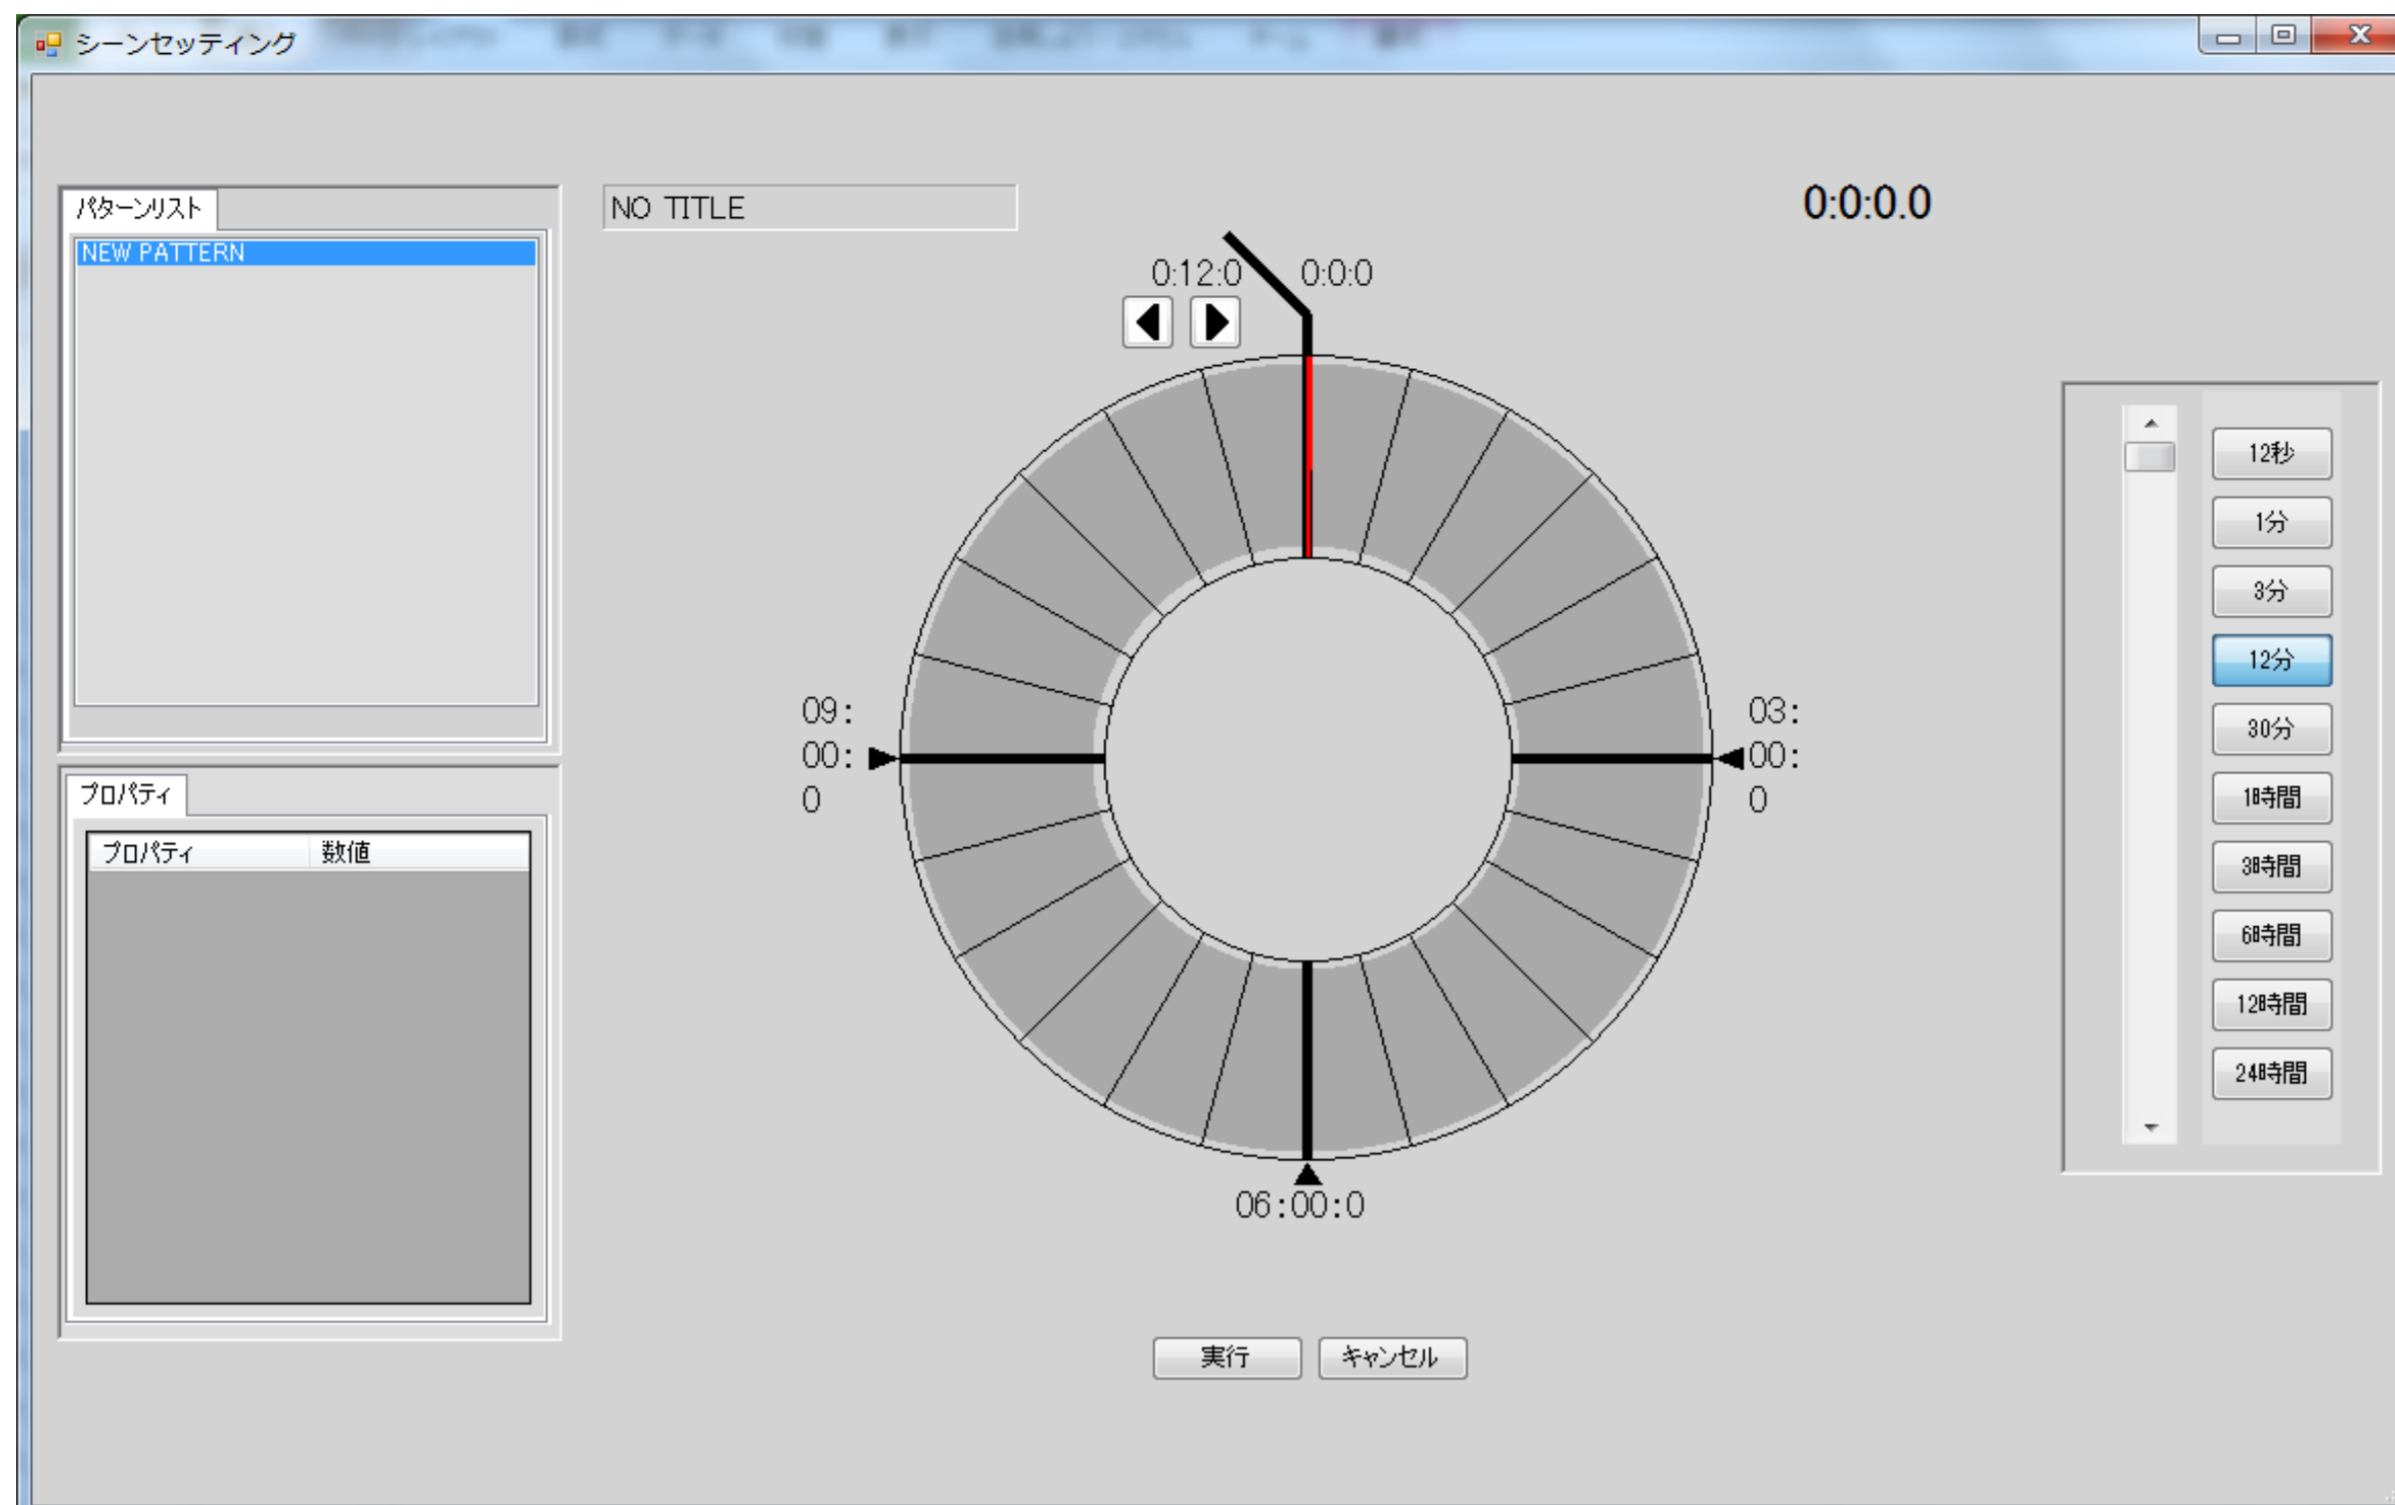 シーンセッティング
パターンリスト
NEW PATTERN
NO TITLE
0:0:0.0
0:12:0
0:0:0
09:
00:
0
03:
00:
0
06:00:0
プロパティ
プロパティ 数値
12秒
1分
3分
12分
30分
1時間
3時間
6時間
12時間
24時間
実行
キャンセル